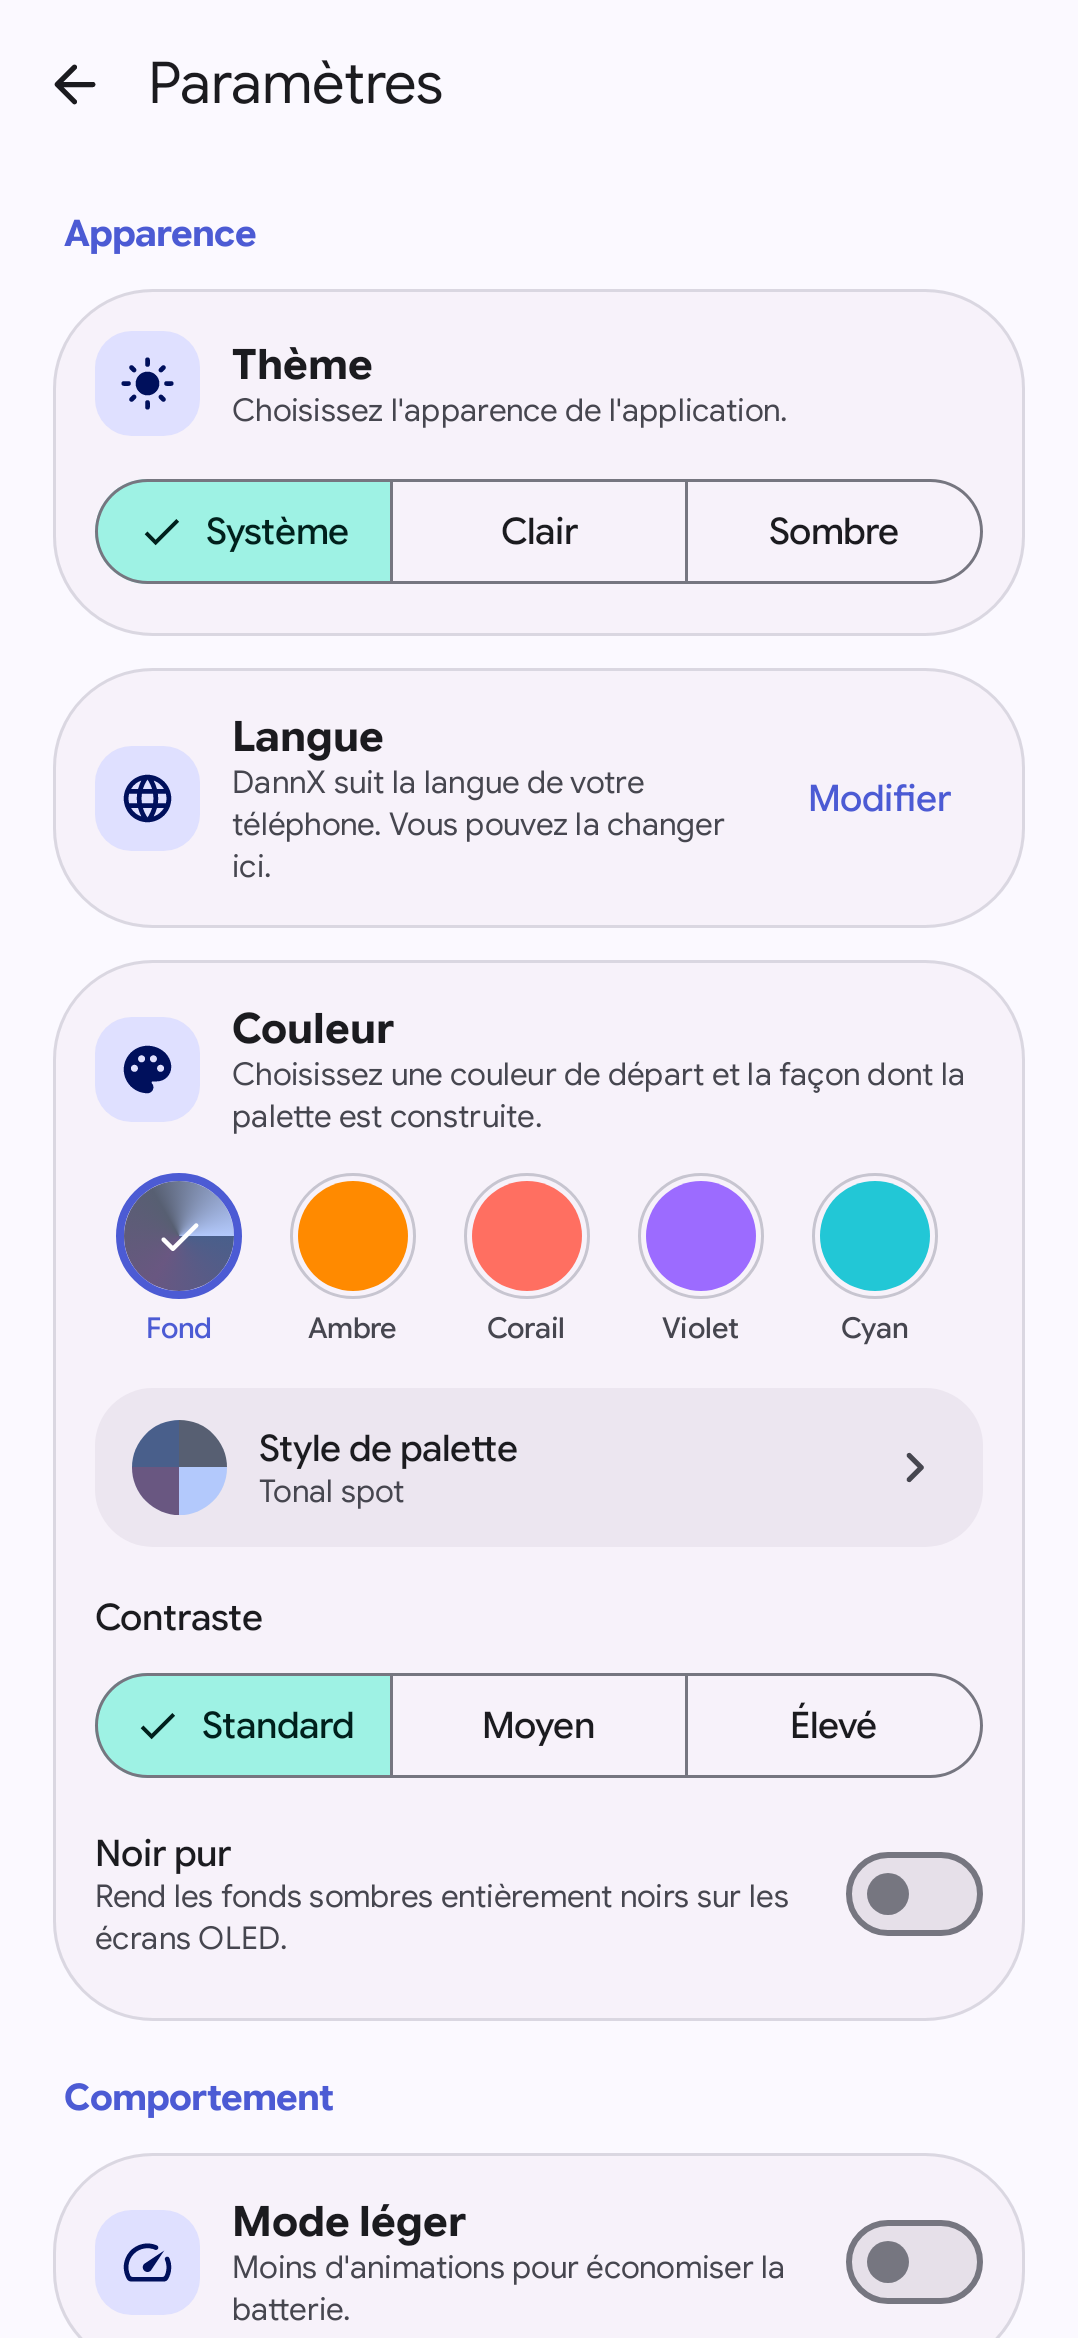 Paramètres
Apparence
Thème
Choisissez l'apparence de l'application.
Système
Clair
Sombre
Langue
DannX suit la langue de votre
téléphone. Vous pouvez la changer
ici.
Modifier
Couleur
Choisissez une couleur de départ et la façon dont la
palette est construite.
Fond
Ambre
Corail
Violet
Cyan
Style de palette
Tonal spot
Contraste
Standard
Moyen
Élevé
Noir pur
Rend les fonds sombres entièrement noirs sur les
écrans OLED.
Comportement
Mode léger
Moins d'animations pour économiser la
batterie.